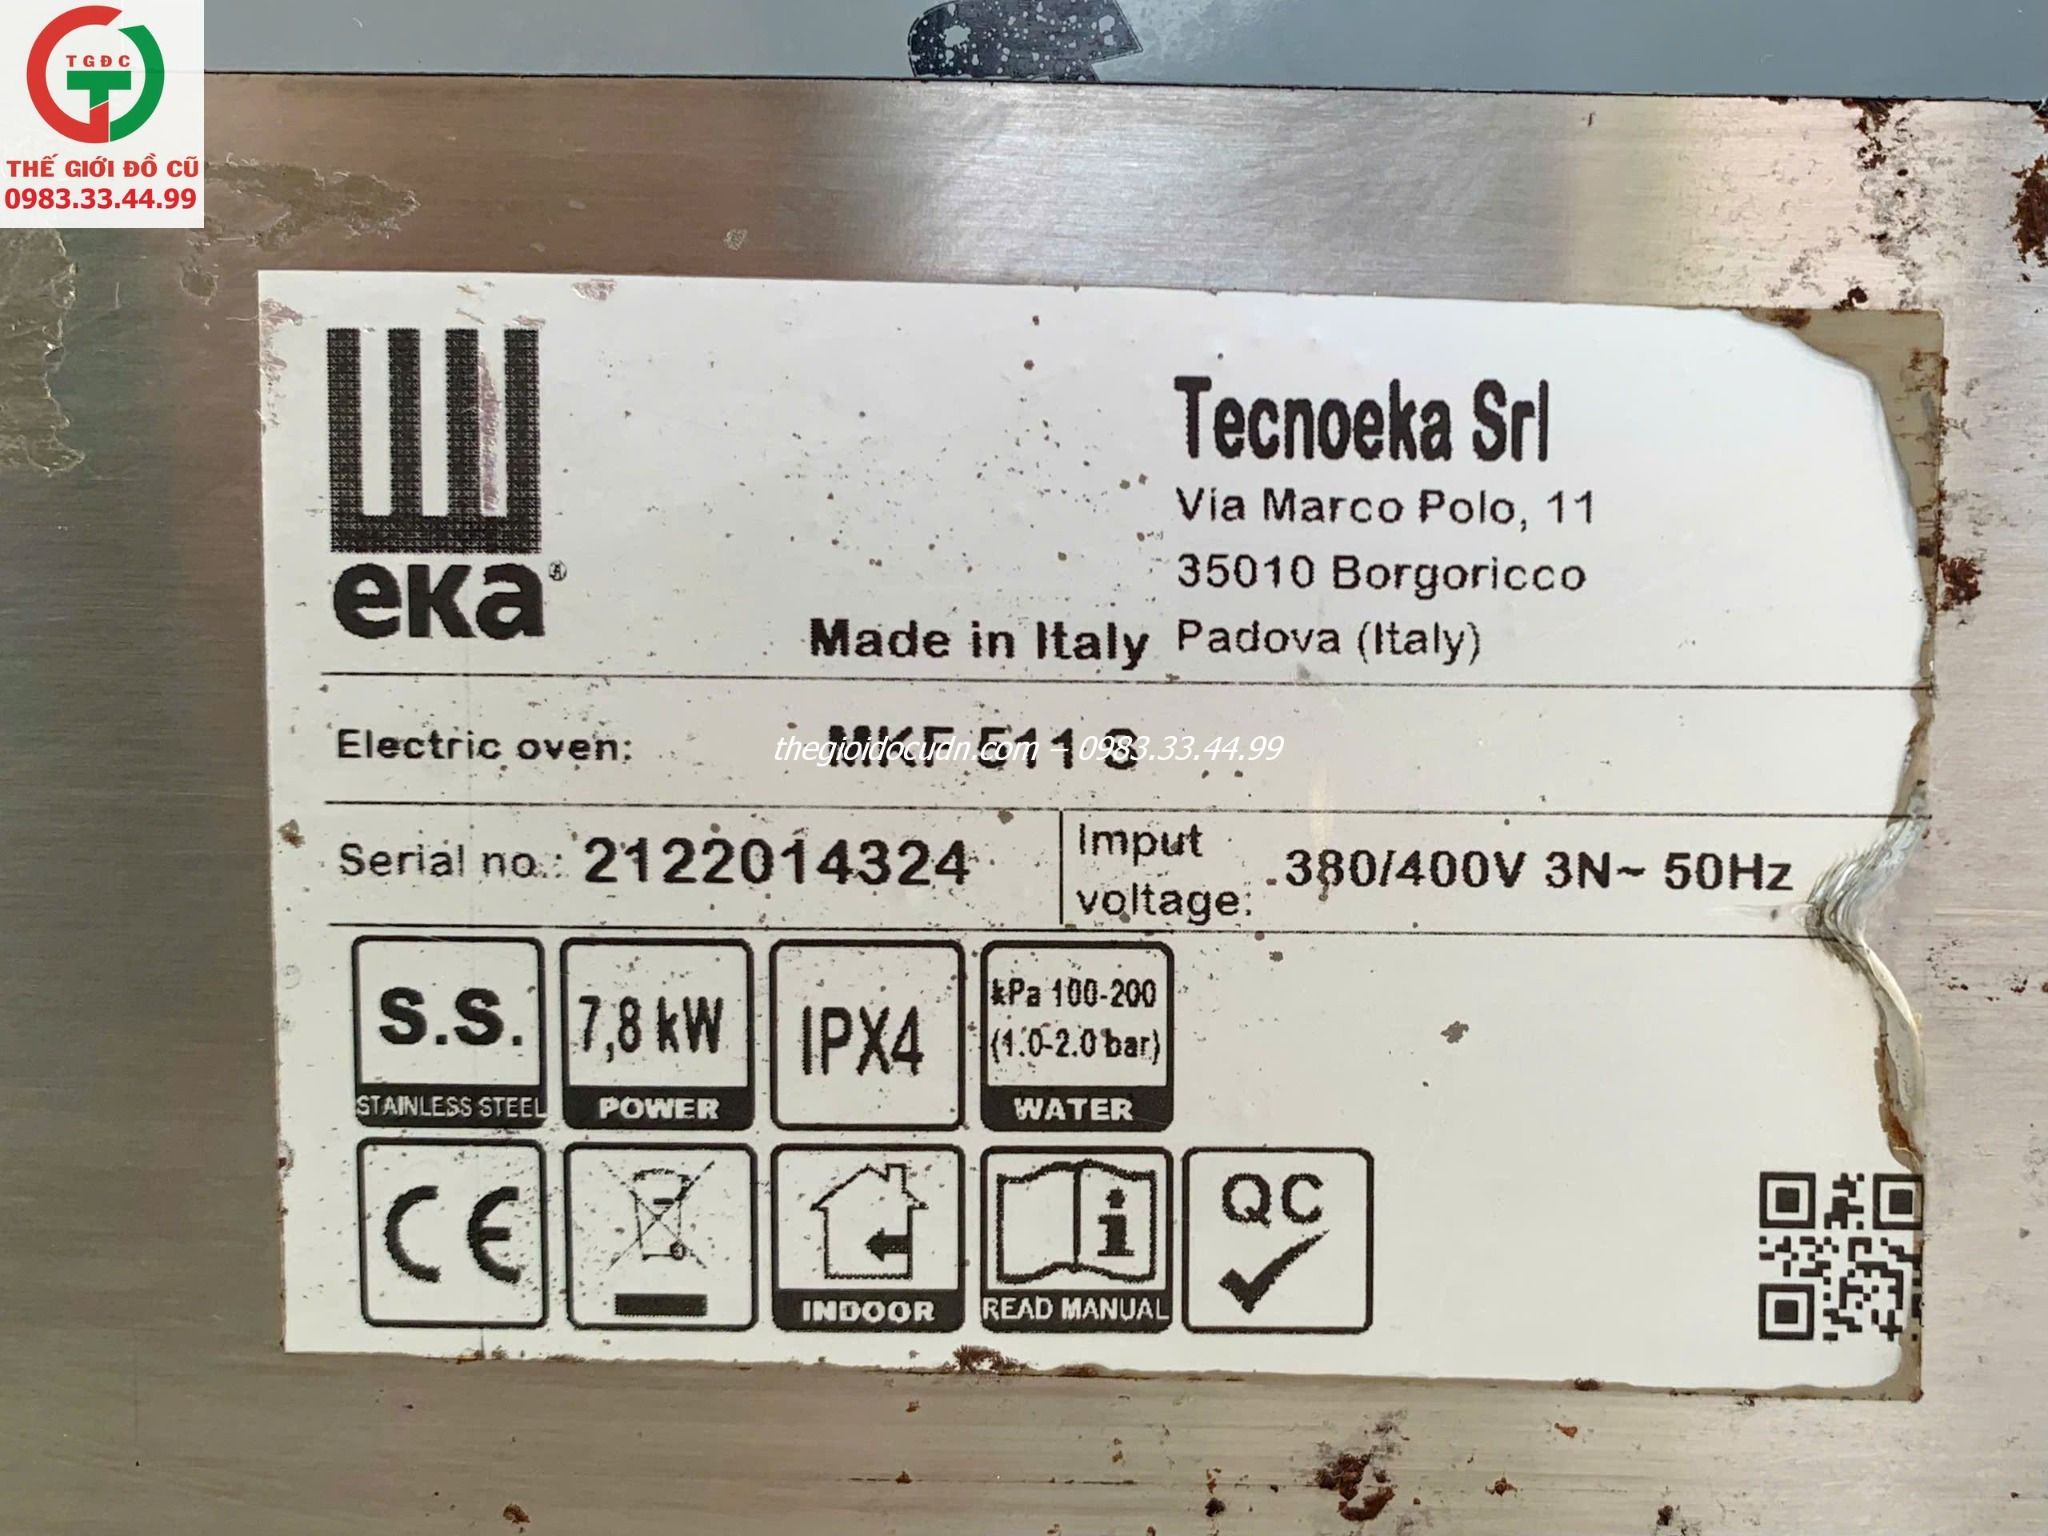 TGĐC
THẾ GIỚI ĐỒ CŨ
0983.33.44.99
eka®
Tecnoeka Srl
Via Marco Polo, 11
35010 Borgoricco
Made in Italy Padova (Italy)
Electric oven: MKF 511 S
thegioidocudn.com – 0983.33.44.99
Serial no.: 2122014324
Imput voltage: 380/400V 3N~ 50Hz
S.S.
STAINLESS STEEL
7,8 kW
POWER
IPX4
kPa 100-200
(1.0-2.0 bar)
WATER
CE
INDOOR
i
READ MANUAL
QC